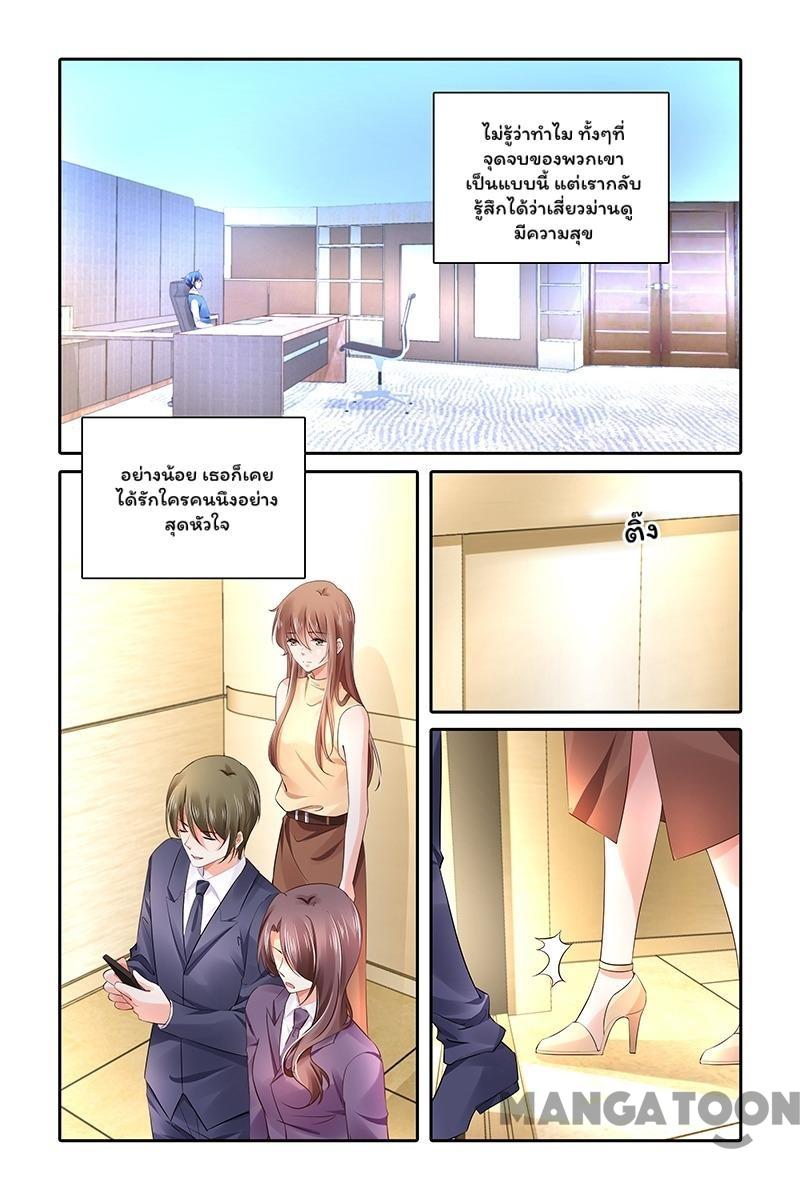 ไม่รู้ว่าทำไม ทั้งๆที่
จุดจบของพวกเขา
เป็นแบบนี้ แต่เรากลับ
รู้สึกได้ว่าเสี่ยวม่านดู
มีความสุข
อย่างน้อย เธอก็เคย
ได้รักใครคนนึงอย่าง
สุดหัวใจ
ติ๊ง
MANGATOON